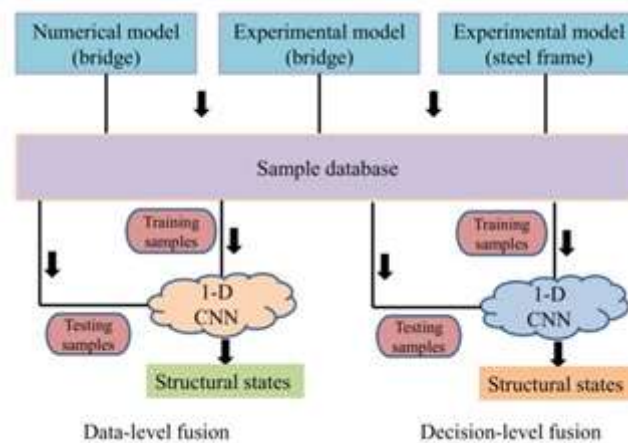 Numerical model
(bridge)
Experimental model
(bridge)
Experimental model
(steel frame)
Sample database
Training
samples
Training
samples
1-D
CNN
1-D
CNN
Testing
samples
Testing
samples
Structural states
Structural states
Data-level fusion
Decision-level fusion